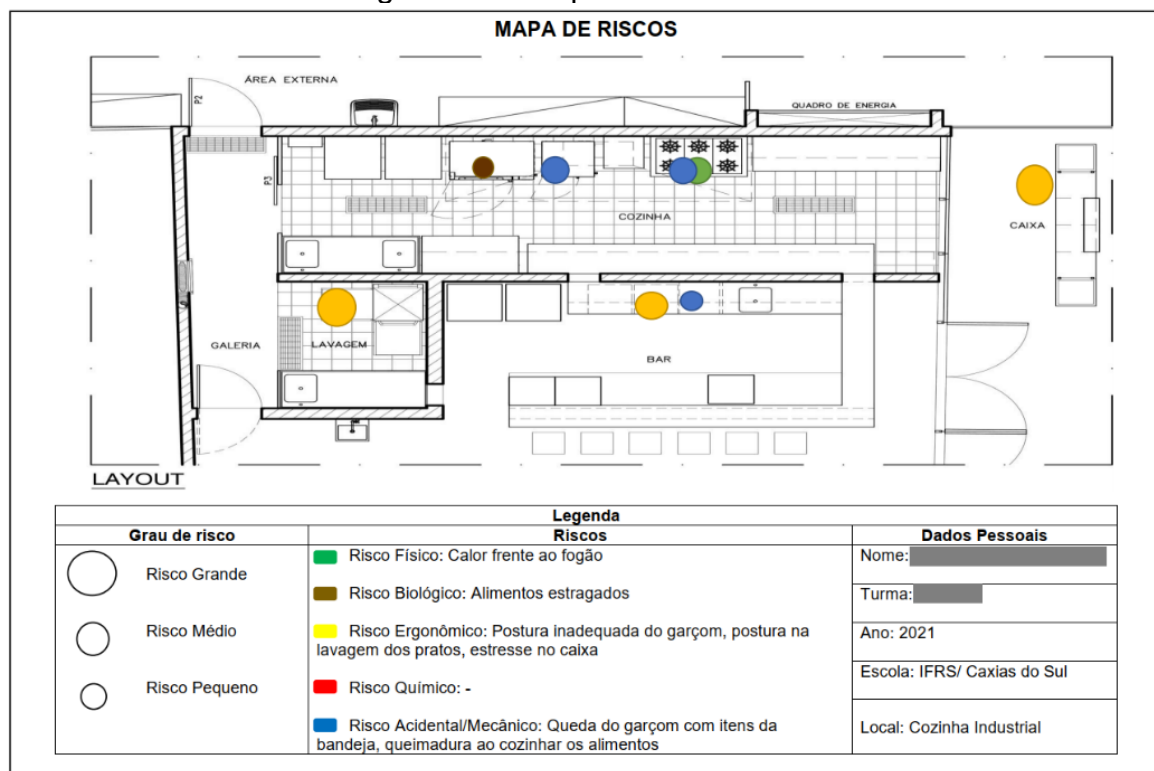 MAPA DE RISCOS
ÁREA EXTERNA
P2
QUADRO DE ENERGIA
P3
COZINHA
CAIXA
GALERIA
LAVAGEM
BAR
LAYOUT
Legenda
Grau de risco
Riscos
Dados Pessoais
Risco Grande
Risco Médio
Risco Pequeno
Risco Físico: Calor frente ao fogão
Risco Biológico: Alimentos estragados
Risco Ergonômico: Postura inadequada do garçom, postura na
lavagem dos pratos, estresse no caixa
Risco Químico: -
Risco Acidental/Mecânico: Queda do garçom com itens da
bandeja, queimadura ao cozinhar os alimentos
Nome:
Turma:
Ano: 2021
Escola: IFRS/ Caxias do Sul
Local: Cozinha Industrial